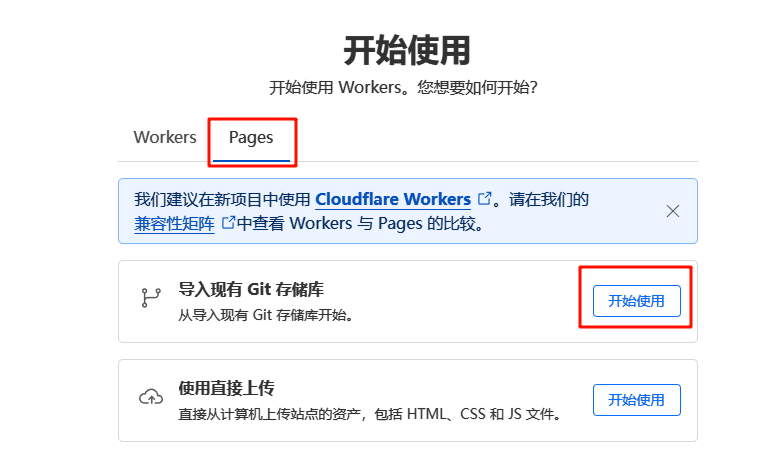 开始使用
开始使用 Workers。您想要如何开始？
Workers Pages
我们建议在新项目中使用 Cloudflare Workers 。请在我们的
兼容性矩阵 中查看 Workers 与 Pages 的比较。
导入现有 Git 存储库
从导入现有 Git 存储库开始。
开始使用
使用直接上传
直接从计算机上传站点的资产，包括 HTML、CSS 和 JS 文件。
开始使用